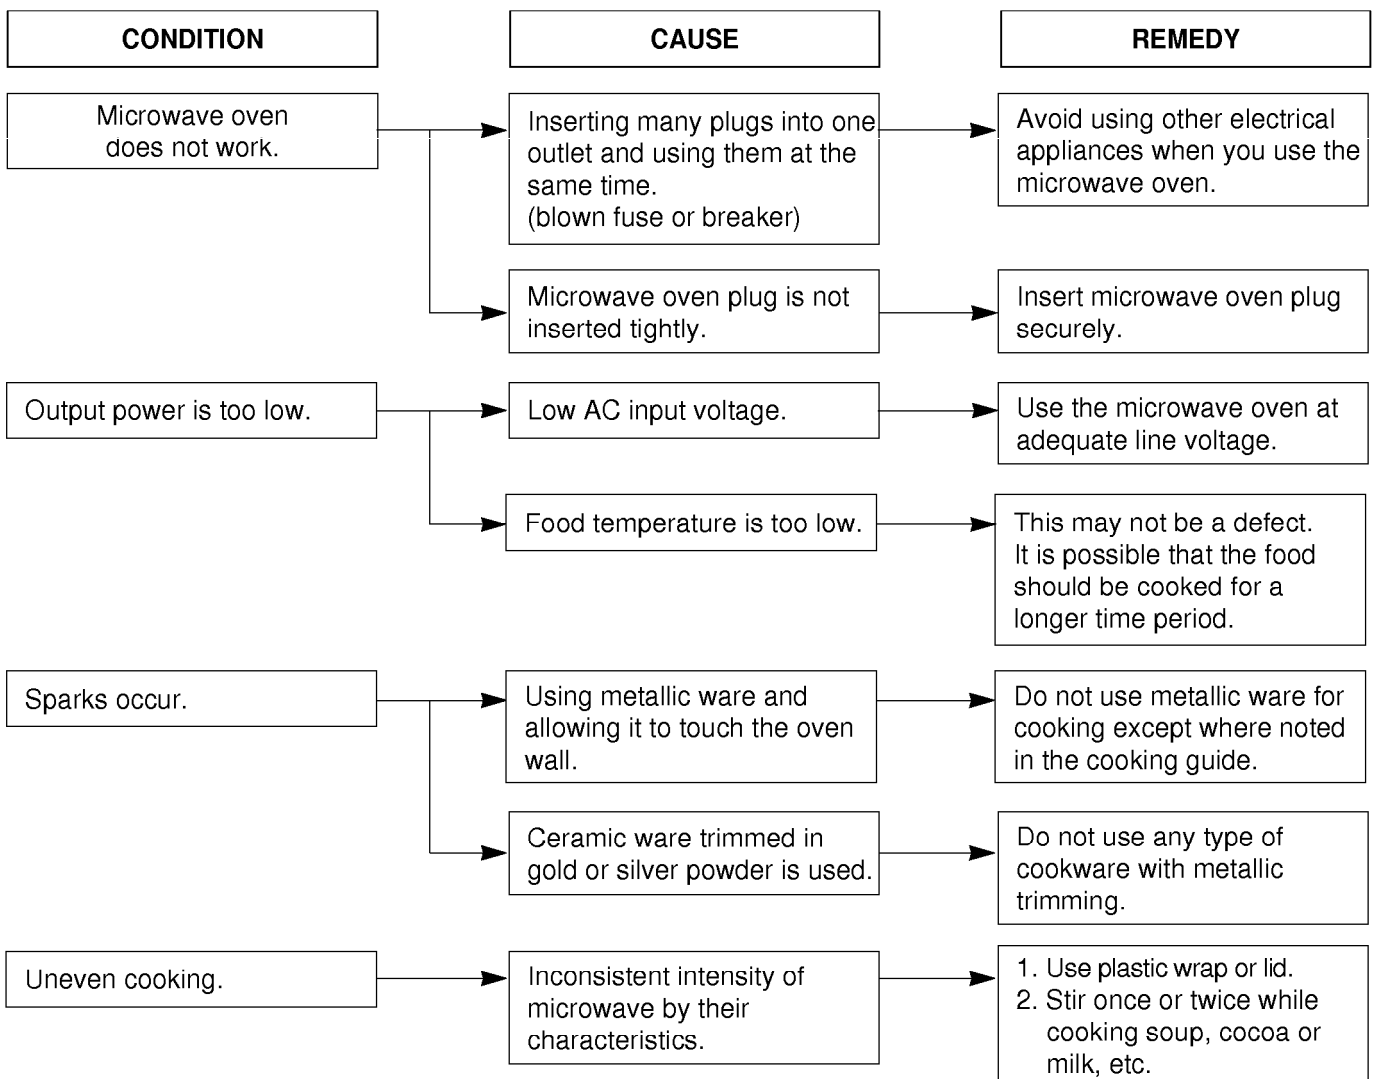 CONDITION
CAUSE
REMEDY
Microwave oven
does not work.
Inserting many plugs into one
outlet and using them at the
same time.
(blown fuse or breaker)
Avoid using other electrical
appliances when you use the
microwave oven.
Microwave oven plug is not
inserted tightly.
Insert microwave oven plug
securely.
Output power is too low.
Low AC input voltage.
Use the microwave oven at
adequate line voltage.
Food temperature is too low.
This may not be a defect.
It is possible that the food
should be cooked for a
longer time period.
Sparks occur.
Using metallic ware and
allowing it to touch the oven
wall.
Do not use metallic ware for
cooking except where noted
in the cooking guide.
Ceramic ware trimmed in
gold or silver powder is used.
Do not use any type of
cookware with metallic
trimming.
Uneven cooking.
Inconsistent intensity of
microwave by their
characteristics.
1. Use plastic wrap or lid.
2. Stir once or twice while
cooking soup, cocoa or
milk, etc.